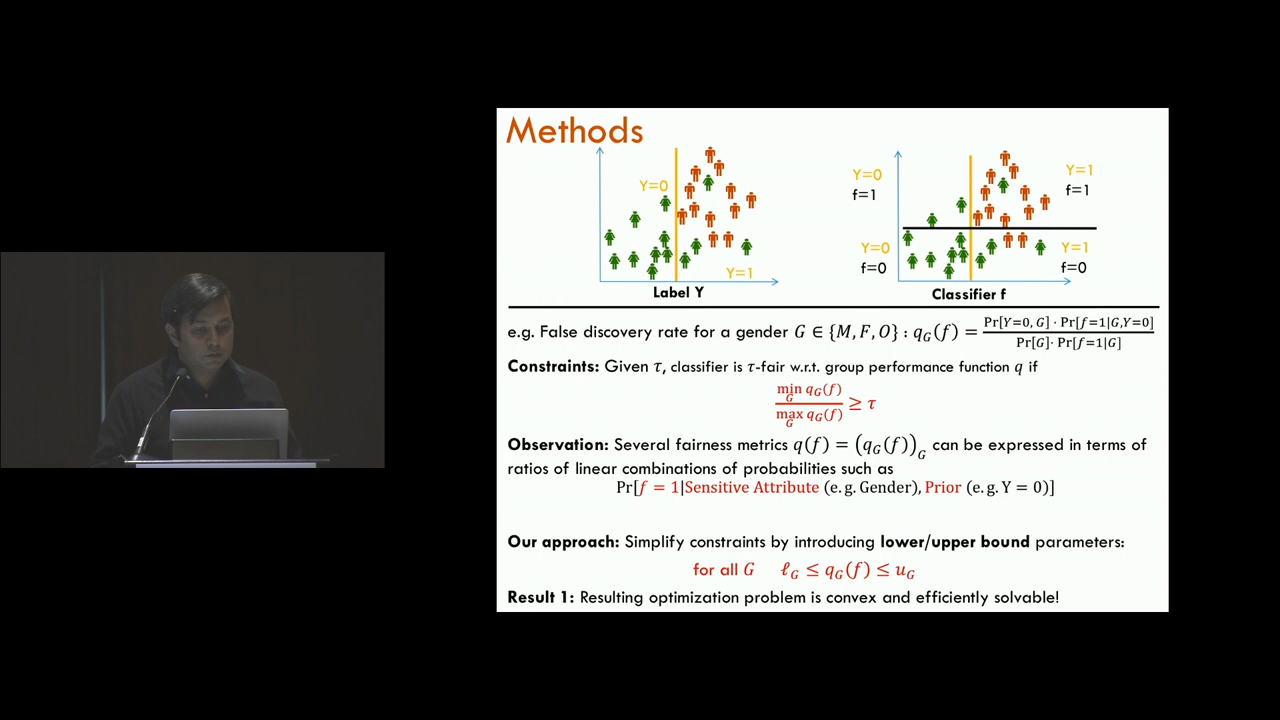 Methods
Y=0
Y=1
Label Y
Y=0
f=1
Y=1
f=1
Y=0
f=0
Y=1
f=0
Classifier f
e.g. False discovery rate for a gender G ∈ {M, F, O} : q_G(f) = Pr[Y=0, G] · Pr[f=1|G,Y=0] / Pr[G] · Pr[f=1|G]
Constraints: Given τ, classifier is τ-fair w.r.t. group performance function q if
min_G q_G(f) / max_G q_G(f) ≥ τ
Observation: Several fairness metrics q(f) = (q_G(f))_G can be expressed in terms of
ratios of linear combinations of probabilities such as
Pr[f = 1|Sensitive Attribute (e.g. Gender), Prior (e.g. Y = 0)]
Our approach: Simplify constraints by introducing lower/upper bound parameters:
for all G ℓ_G ≤ q_G(f) ≤ u_G
Result 1: Resulting optimization problem is convex and efficiently solvable!